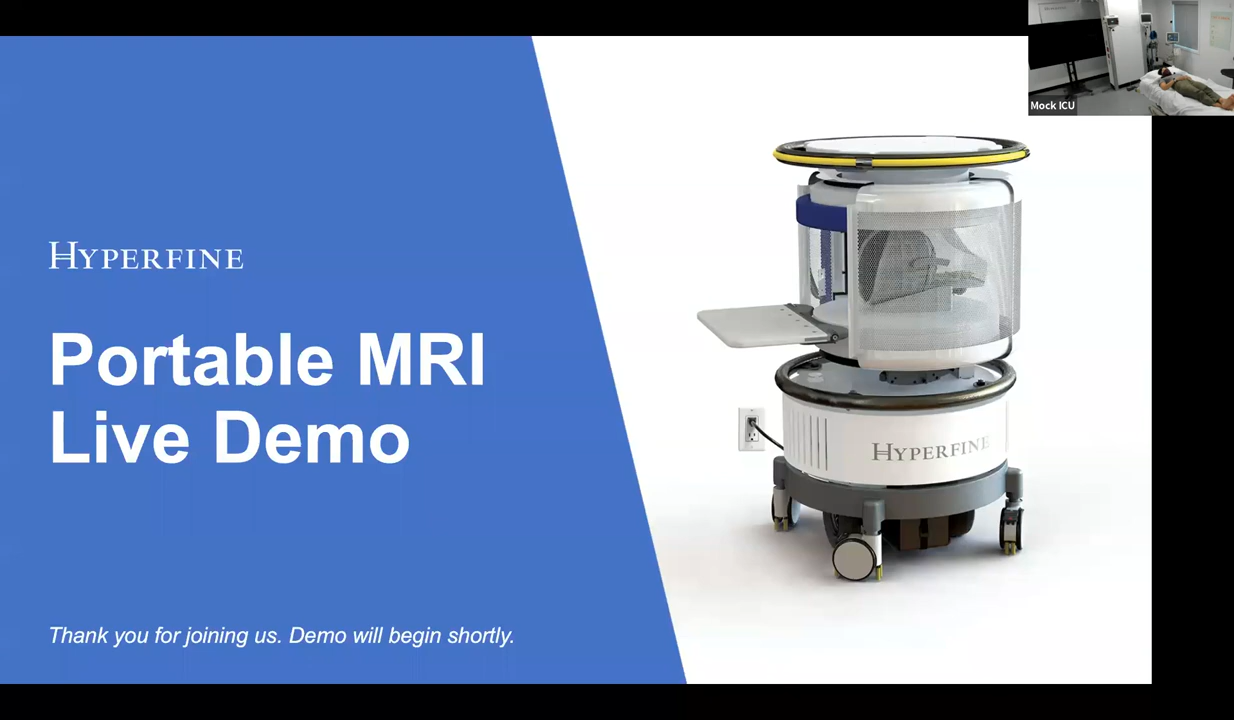 Mock ICU
HYPERFINE
Portable MRI
Live Demo
HYPERFINE
Thank you for joining us. Demo will begin shortly.